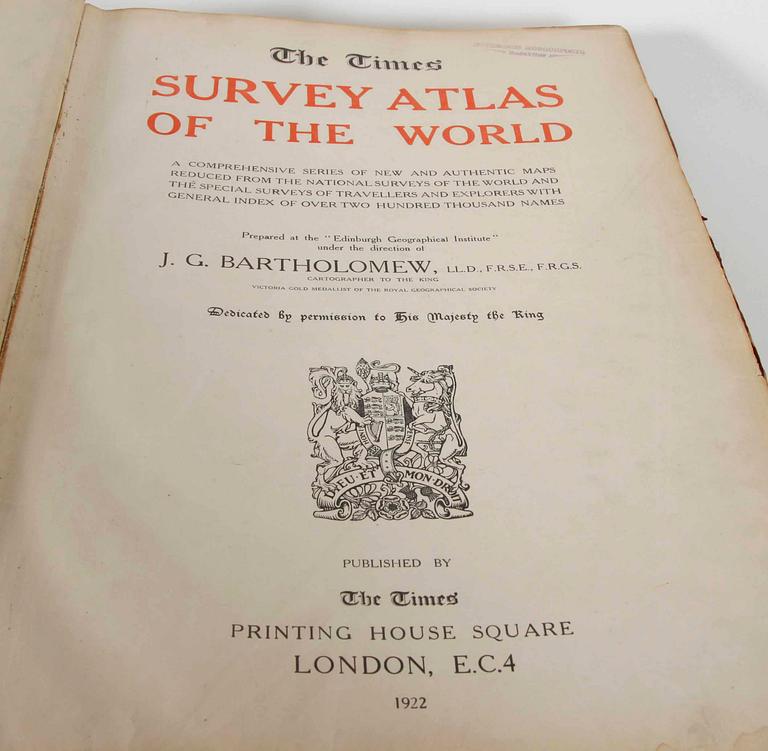 The Times
SURVEY ATLAS
OF THE WORLD
A COMPREHENSIVE SERIES OF NEW AND AUTHENTIC MAPS
REDUCED FROM THE NATIONAL SURVEYS OF THE WORLD AND
THE SPECIAL SURVEYS OF TRAVELLERS AND EXPLORERS WITH
GENERAL INDEX OF OVER TWO HUNDRED THOUSAND NAMES
Prepared at the "Edinburgh Geographical Institute"
under the direction of
J. G. BARTHOLOMEW, LL.D., F.R.S.E., F.R.G.S.
CARTOGRAPHER TO THE KING
VICTORIA GOLD MEDALLIST OF THE ROYAL GEOGRAPHICAL SOCIETY
Dedicated by permission to His Majesty the King
DIEU·ET MON·DROIT
PUBLISHED BY
The Times
PRINTING HOUSE SQUARE
LONDON, E.C.4
1922